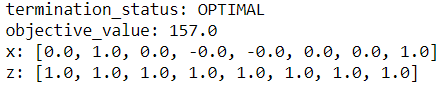 termination_status: OPTIMAL
objective_value: 157.0
x: [0.0, 1.0, 0.0, -0.0, -0.0, 0.0, 0.0, 1.0]
z: [1.0, 1.0, 1.0, 1.0, 1.0, 1.0, 1.0, 1.0]